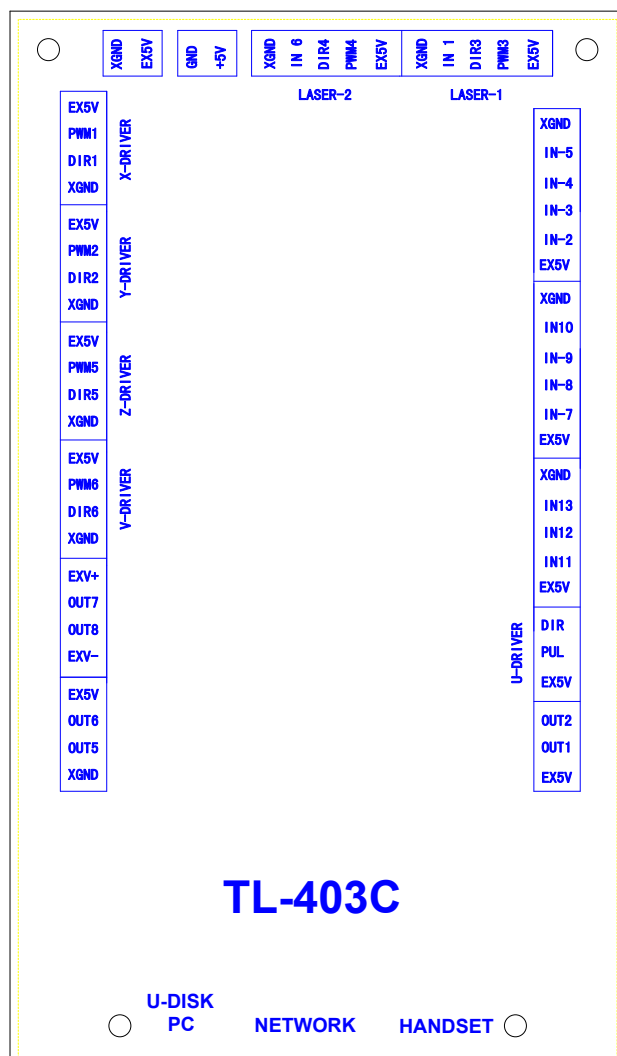 XGND
EX5V
GND
+5V
XGND
IN 6
DIR4
PWM4
EX5V
XGND
IN 1
DIR3
PWM3
EX5V
LASER-2
LASER-1
EX5V
PWM1
DIR1
XGND
X-DRIVER
EX5V
PWM2
DIR2
XGND
Y-DRIVER
EX5V
PWM5
DIR5
XGND
Z-DRIVER
EX5V
PWM6
DIR6
XGND
V-DRIVER
EXV+
OUT7
OUT8
EXV-
EX5V
OUT6
OUT5
XGND
XGND
IN-5
IN-4
IN-3
IN-2
EX5V
XGND
IN10
IN-9
IN-8
IN-7
EX5V
XGND
IN13
IN12
IN11
EX5V
U-DRIVER
DIR
PUL
EX5V
OUT2
OUT1
EX5V
TL-403C
U-DISK
PC
NETWORK
HANDSET